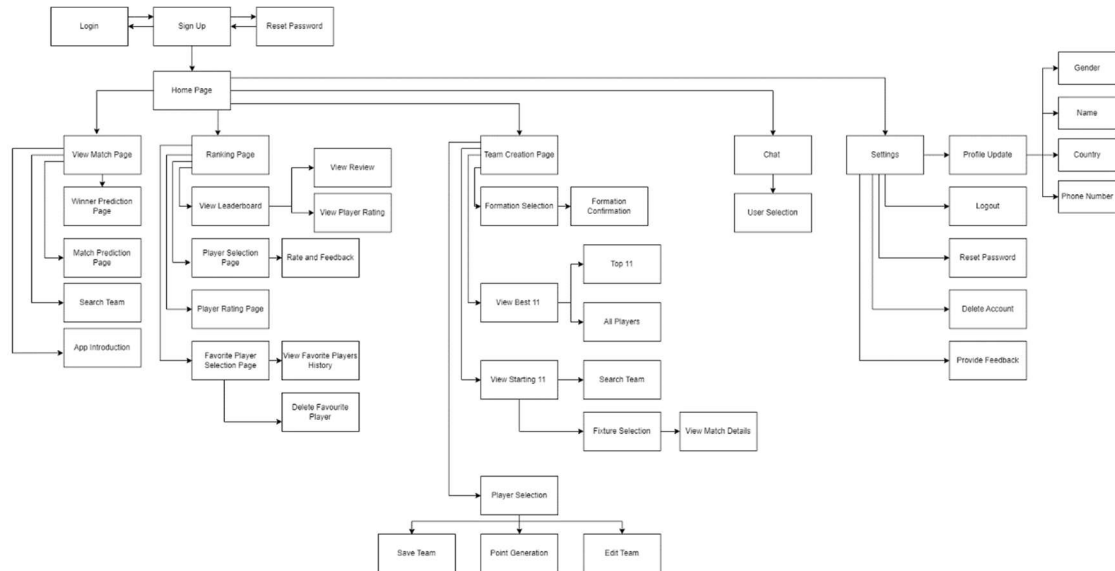 Login
Sign Up
Reset Password
Home Page
View Match Page
Winner Prediction
Page
Match Prediction
Page
Search Team
App Introduction
Ranking Page
View Leaderboard
View Review
View Player Rating
Player Selection
Page
Rate and Feedback
Player Rating Page
Favorite Player
Selection Page
View Favorite Players
History
Delete Favourite
Player
Team Creation Page
Formation Selection
Formation
Confirmation
View Best 11
Top 11
All Players
View Starting 11
Search Team
Fixture Selection
View Match Details
Player Selection
Save Team
Point Generation
Edit Team
Chat
User Selection
Settings
Profile Update
Gender
Name
Country
Phone Number
Logout
Reset Password
Delete Account
Provide Feedback